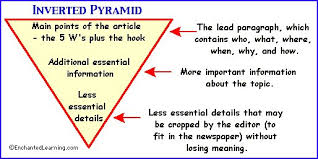 INVERTED PYRAMID
Main points of the article
- the 5 W's plus the hook
The lead paragraph, which
contains who, what, where,
when, why, and how.
Additional essential
information
More important information
about the topic.
Less
essential
details
Less essential details that may
be cropped by the editor (to
fit in the newspaper) without
losing meaning.
©EnchantedLearning.com